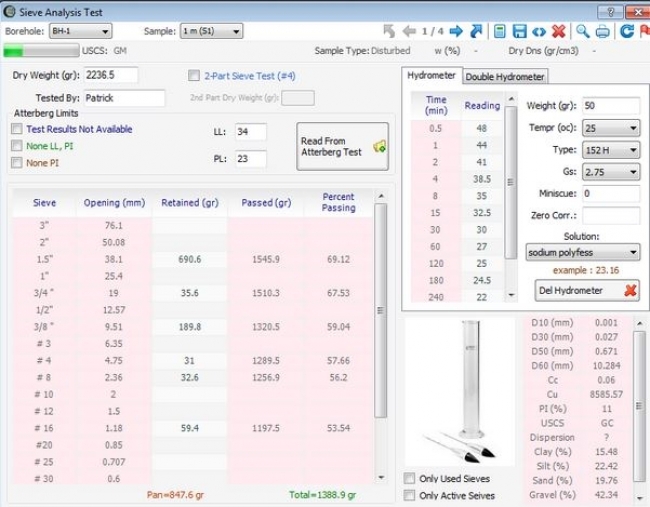 Sieve Analysis Test
Borehole: BH-1 Sample: 1 m (S1) 1 / 4
USCS: GM Sample Type: Disturbed w (%) - Dry Dns (gr/cm3) -
Dry Weight (gr): 2236.5 2-Part Sieve Test (#4)
Tested By: Patrick 2nd Part Dry Weight (gr):
Atterberg Limits
Test Results Not Available LL: 34
None LL, PI
None PI PL: 23
Read From
Atterberg Test
Sieve Opening (mm) Retained (gr) Passed (gr) Percent Passing
3" 76.1
2" 50.08
1.5" 38.1 690.6 1545.9 69.12
1" 25.4
3/4 " 19 35.6 1510.3 67.53
1/2" 12.57
3/8 " 9.51 189.8 1320.5 59.04
# 3 6.35
# 4 4.75 31 1289.5 57.66
# 8 2.36 32.6 1256.9 56.2
# 10 2
# 12 1.5
# 16 1.18 59.4 1197.5 53.54
#20 0.85
# 25 0.707
# 30 0.6
Pan=847.6 gr Total=1388.9 gr
Hydrometer Double Hydrometer
Time (min) Reading
0.5 48
1 44
2 41
4 38.5
8 35
15 32.5
30 30
60 27
120 25
180 24.5
240 22
Weight (gr): 50
Tempr (oc): 25
Type: 152 H
Gs: 2.75
Miniscue: 0
Zero Corr.:
Solution:
sodium polyfess
example : 23.16
Del Hydrometer
D10 (mm) 0.001
D30 (mm) 0.027
D50 (mm) 0.671
D60 (mm) 10.284
Cc 0.06
Cu 8585.57
PI (%) 11
USCS GC
Dispersion ?
Clay (%) 15.48
Silt (%) 22.42
Sand (%) 19.76
Gravel (%) 42.34
Only Used Sieves
Only Active Seives